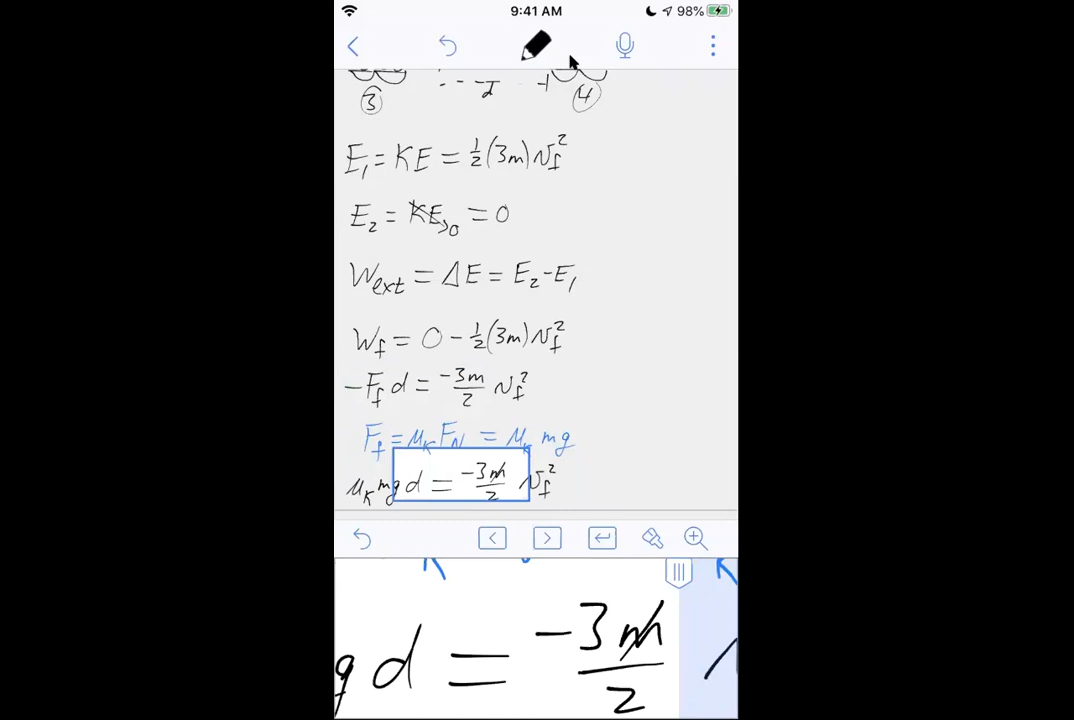 9:41 AM
98%
③ ④
E₁ = KE = ½(3m)v_f²
E₂ = KE→0 = 0
W_ext = ΔE = E₂ - E₁
W_f = 0 - ½(3m)v_f²
-F_f d = -3m/2 v_f²
F_f = μ_K F_N = μ_K mg
μ_K mg d = -3m/2 v_f²
g d = -3m/2